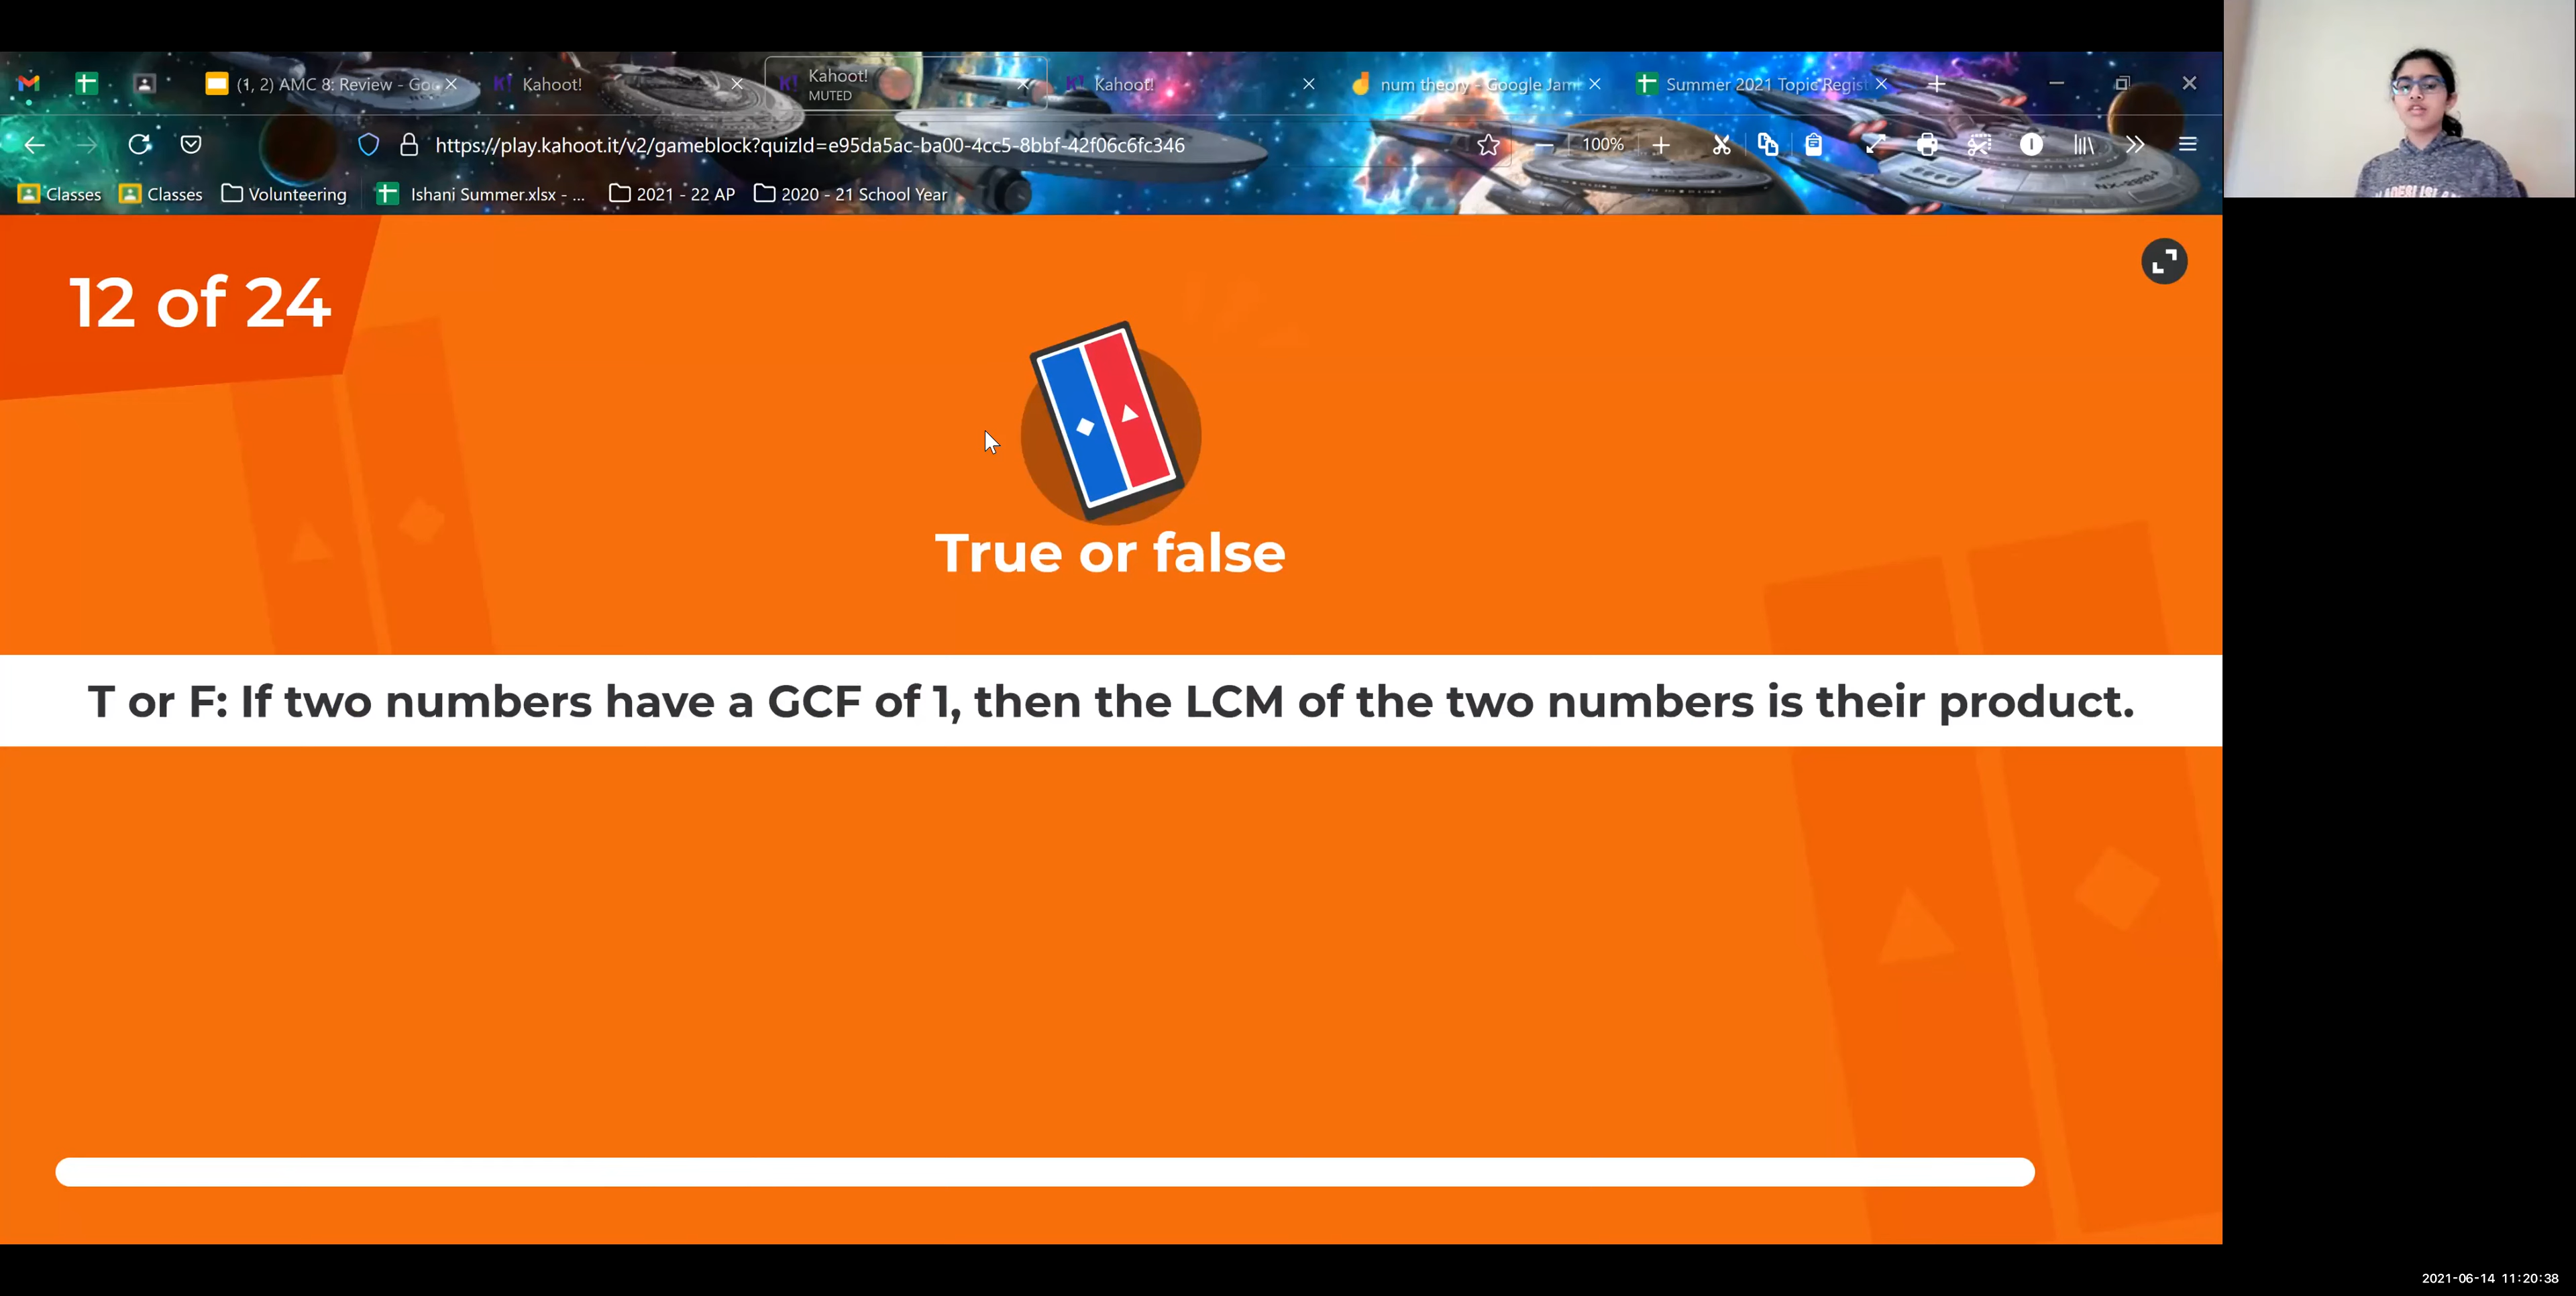 (1, 2) AMC 8: Review - Goo
Kahoot!
Kahoot!
MUTED
Kahoot!
num theory - Google Jam
Summer 2021 Topic Regist
https://play.kahoot.it/v2/gameblock?quizId=e95da5ac-ba00-4cc5-8bbf-42f06c6fc346
100%
Classes
Classes
Volunteering
Ishani Summer.xlsx - ...
2021 - 22 AP
2020 - 21 School Year
12 of 24
True or false
T or F: If two numbers have a GCF of 1, then the LCM of the two numbers is their product.
2021-06-14 11:20:38